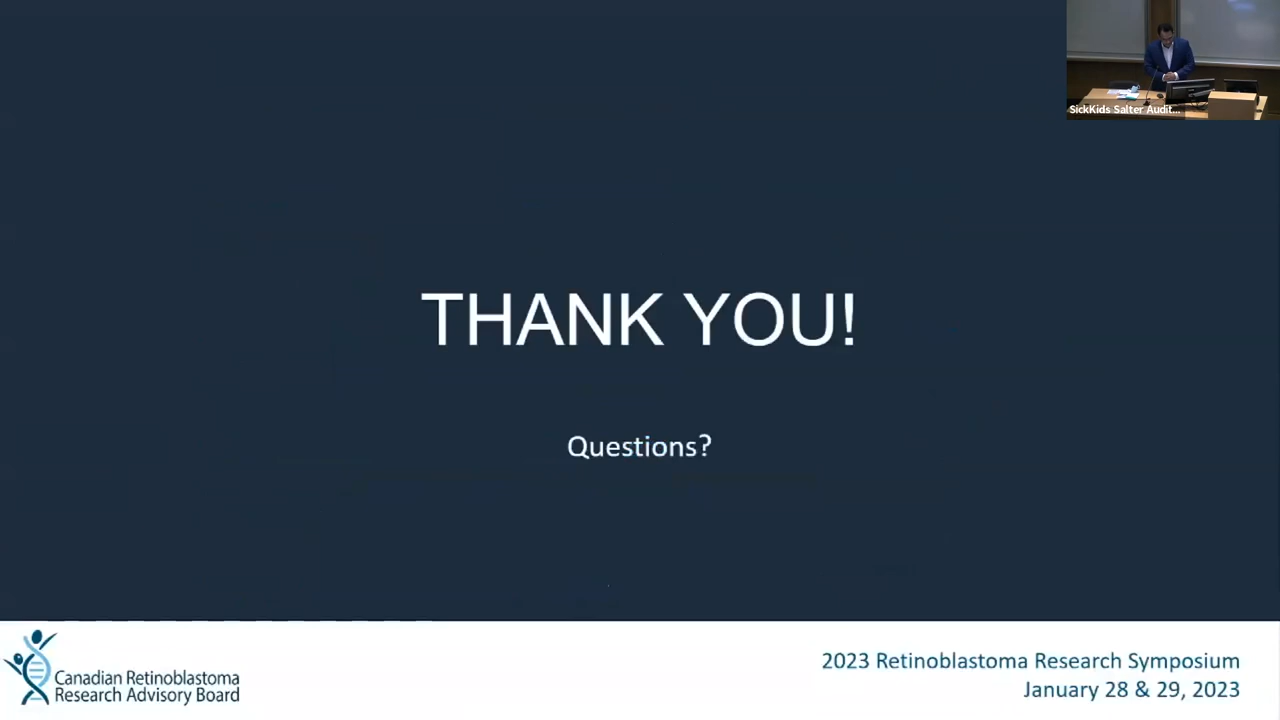 SickKids Salter Audit...
THANK YOU!
Questions?
Canadian Retinoblastoma
Research Advisory Board
2023 Retinoblastoma Research Symposium
January 28 & 29, 2023